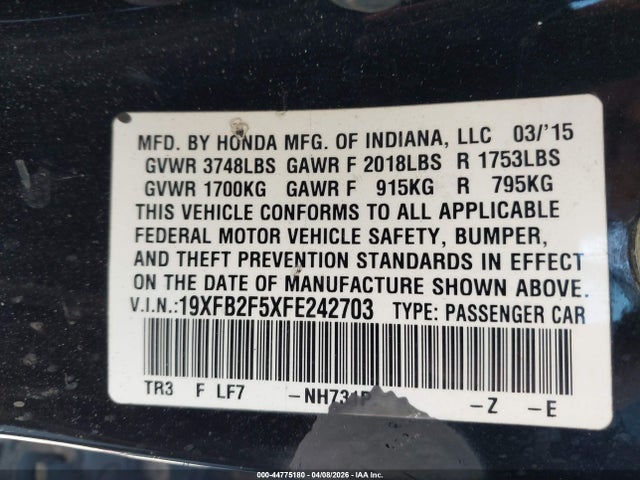 MFD. BY HONDA MFG. OF INDIANA, LLC 03/'15
GVWR 3748LBS GAWR F 2018LBS R 1753LBS
GVWR 1700KG GAWR F 915KG R 795KG
THIS VEHICLE CONFORMS TO ALL APPLICABLE
FEDERAL MOTOR VEHICLE SAFETY, BUMPER,
AND THEFT PREVENTION STANDARDS IN EFFECT
ON THE DATE OF MANUFACTURE SHOWN ABOVE.
V.I.N.:19XFB2F5XFE242703 TYPE: PASSENGER CAR
TR3 F LF7 -NH731P -Z -E
000-44775180 - 04/08/2026 - IAA Inc.